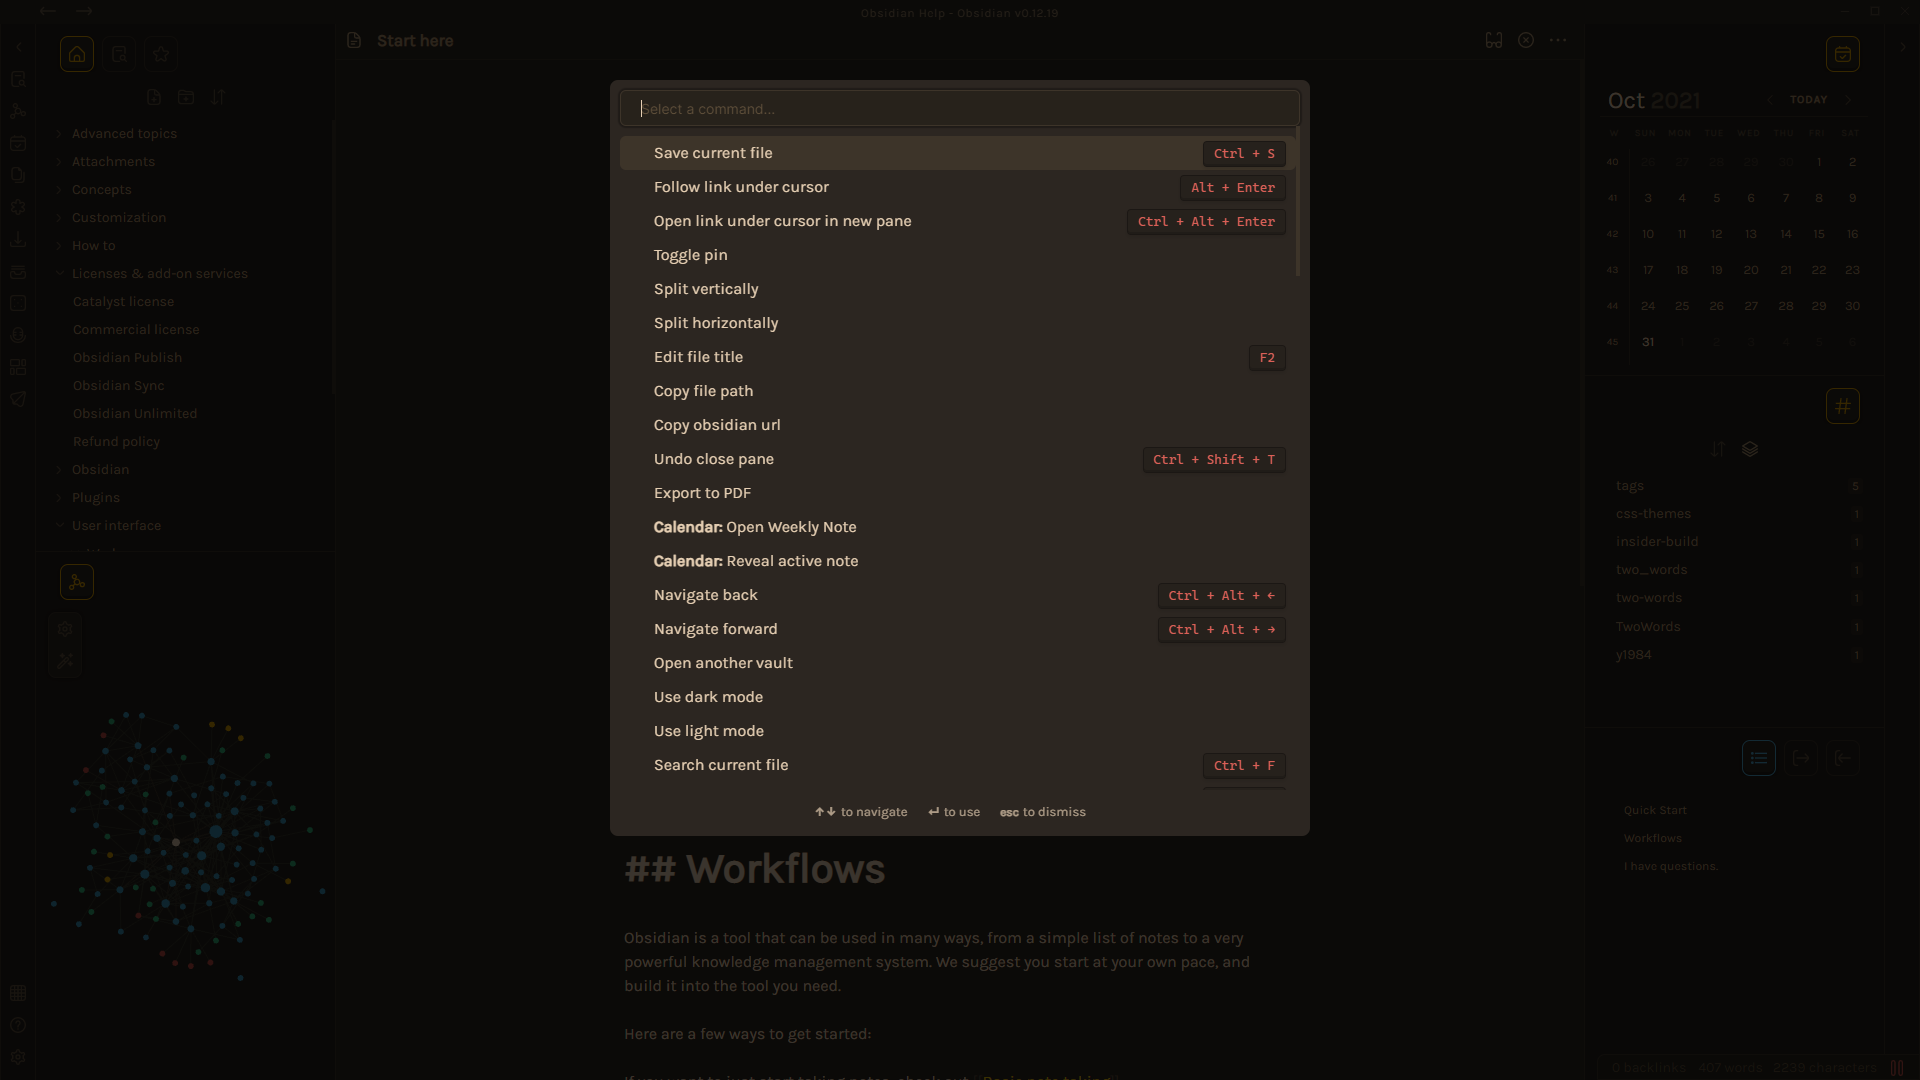 Obsidian Help - Obsidian v0.12.19
Start here
Advanced topics
Attachments
Concepts
Customization
How to
Licenses & add-on services
Catalyst license
Commercial license
Obsidian Publish
Obsidian Sync
Obsidian Unlimited
Refund policy
Obsidian
Plugins
User interface
Select a command...
Save current file Ctrl + S
Follow link under cursor Alt + Enter
Open link under cursor in new pane Ctrl + Alt + Enter
Toggle pin
Split vertically
Split horizontally
Edit file title F2
Copy file path
Copy obsidian url
Undo close pane Ctrl + Shift + T
Export to PDF
Calendar: Open Weekly Note
Calendar: Reveal active note
Navigate back Ctrl + Alt + ←
Navigate forward Ctrl + Alt + →
Open another vault
Use dark mode
Use light mode
Search current file Ctrl + F
↑↓ to navigate ↵ to use esc to dismiss
## Workflows
Obsidian is a tool that can be used in many ways, from a simple list of notes to a very
powerful knowledge management system. We suggest you start at your own pace, and
build it into the tool you need.
Here are a few ways to get started:
If you want to just start taking notes, check out [[Basic note taking]]
Oct 2021 TODAY
W SUN MON TUE WED THU FRI SAT
40 26 27 28 29 30 1 2
41 3 4 5 6 7 8 9
42 10 11 12 13 14 15 16
43 17 18 19 20 21 22 23
44 24 25 26 27 28 29 30
45 31 1 2 3 4 5 6
#
tags 5
css-themes 1
insider-build 1
two_words 1
two-words 1
TwoWords 1
y1984 1
Quick Start
Workflows
I have questions.
0 backlinks 407 words 2239 characters